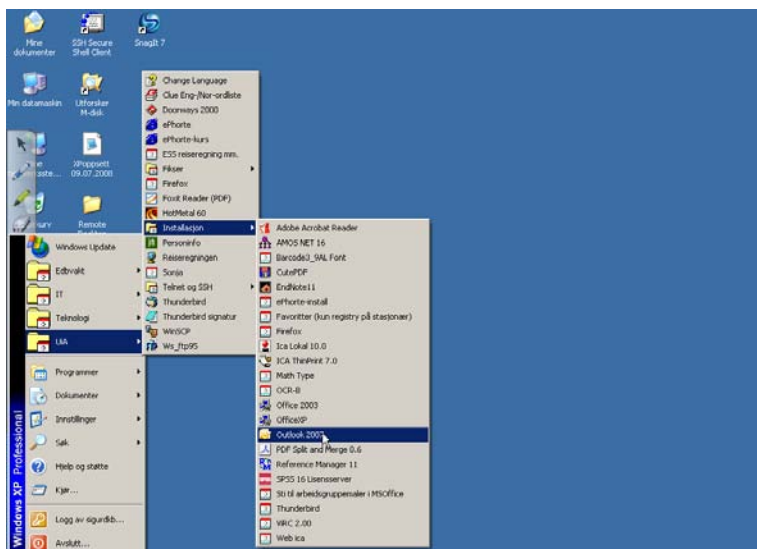 Mine
dokumenter
SSH Secure
Shell Client
SnagIt 7
Min datamaskin
Utforsker
M-disk
XPoppsett
09.07.2008
Remote
Windows Update
Edbvakt
IT
Teknologi
UiA
Programmer
Dokumenter
Innstillinger
Søk
Hjelp og støtte
Kjør...
Logg av sigurdib...
Avslutt...
Windows XP Professional
Change Language
Clue Eng-/Nor-ordliste
Doorways 2000
ePhorte
ePhorte-kurs
ESS reiseregning mm.
Fikser
Firefox
Foxit Reader (PDF)
HotMetal 60
Installasjon
Personinfo
Reiseregningen
Sonja
Telnet og SSH
Thunderbird
Thunderbird signatur
WinSCP
Ws_ftp95
Adobe Acrobat Reader
AMOS NET 16
Barcode3_9AL Font
CutePDF
EndNote11
ePhorte-install
Favoritter (kun registry på stasjonær)
Firefox
Ica Lokal 10.0
ICA ThinPrint 7.0
Math Type
OCR-B
Office 2003
OfficeXP
Outlook 2007
PDF Split and Merge 0.6
Reference Manager 11
SPSS 16 Lisensserver
Sti til arbeidsgruppemaler i MSOffice
Thunderbird
VRC 2.00
Web ica